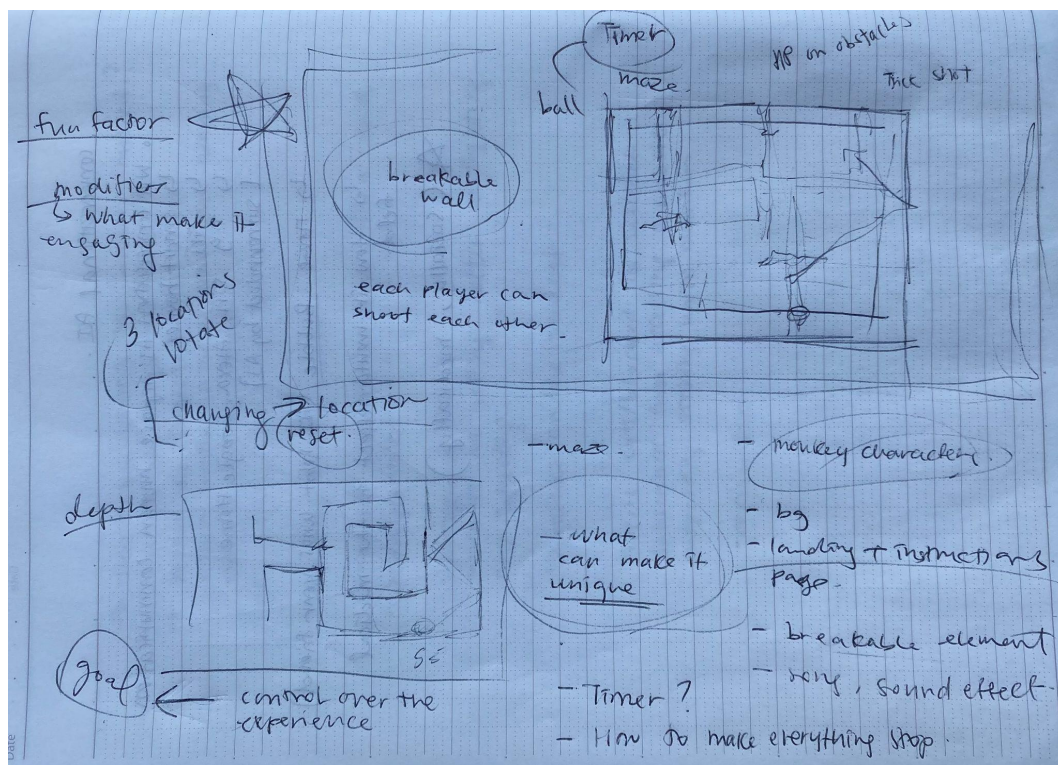 Timer
maze.
ball
HP on obstacles
Trick shot
fun factor
modifiers
↳ what make it
engaging
breakable
wall
each player can
shoot each other.
3 locations
rotate
changing → location
reset.
depth
goal
← control over the
experience
- maze.
- what
can make it
unique
- Timer?
- How to make everything stop.
- monkey character.
- bg
- landing + instructions
page.
- breakable element
- song, sound effect.
Date